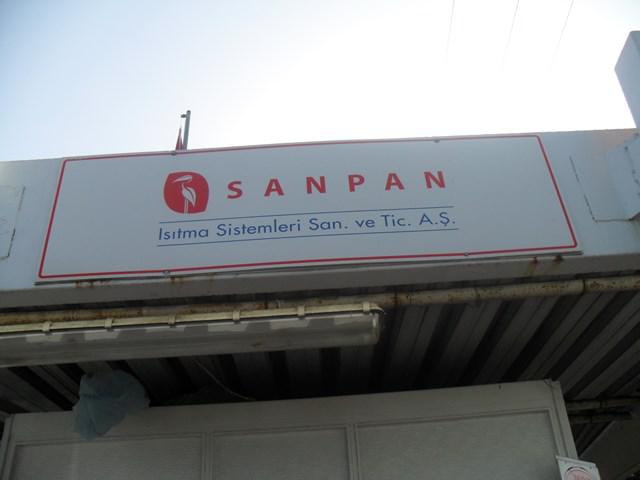 SANPAN
Isıtma Sistemleri San. ve Tic. A.Ş.